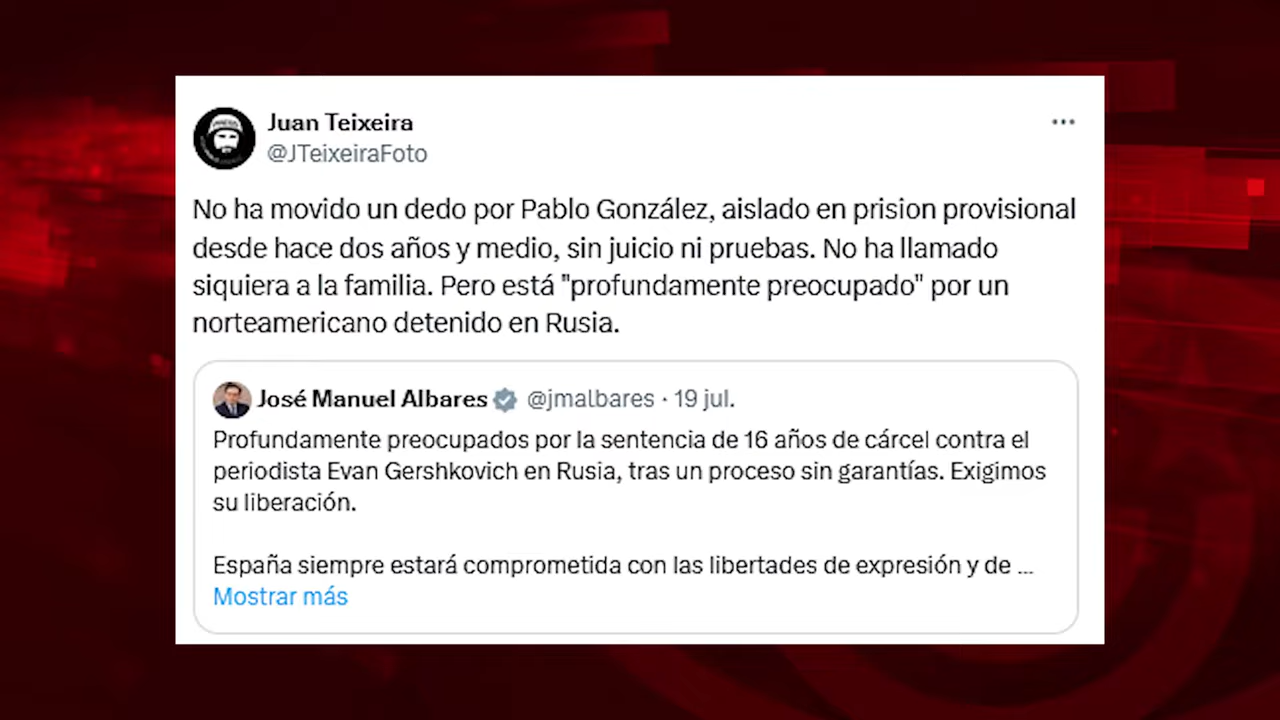 Juan Teixeira
@JTeixeiraFoto
No ha movido un dedo por Pablo González, aislado en prision provisional
desde hace dos años y medio, sin juicio ni pruebas. No ha llamado
siquiera a la familia. Pero está "profundamente preocupado" por un
norteamericano detenido en Rusia.
José Manuel Albares @jmalbares · 19 jul.
Profundamente preocupados por la sentencia de 16 años de cárcel contra el
periodista Evan Gershkovich en Rusia, tras un proceso sin garantías. Exigimos
su liberación.
España siempre estará comprometida con las libertades de expresión y de ...
Mostrar más